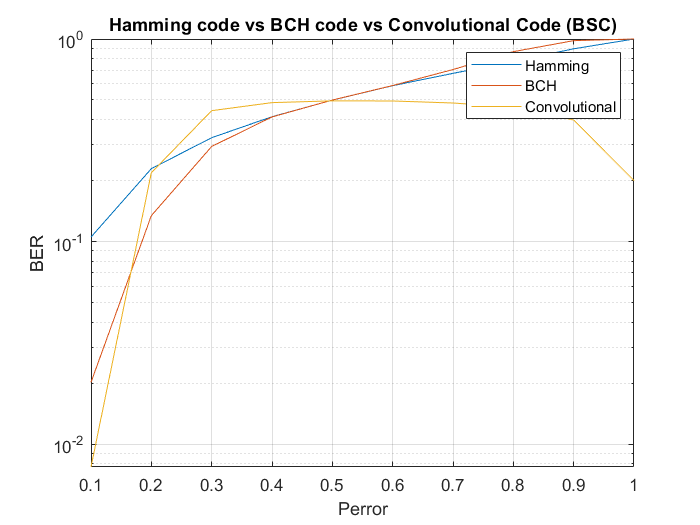 Hamming code vs BCH code vs Convolutional Code (BSC)
10^0
10^-1
10^-2
BER
Hamming
BCH
Convolutional
0.1 0.2 0.3 0.4 0.5 0.6 0.7 0.8 0.9 1
Perror